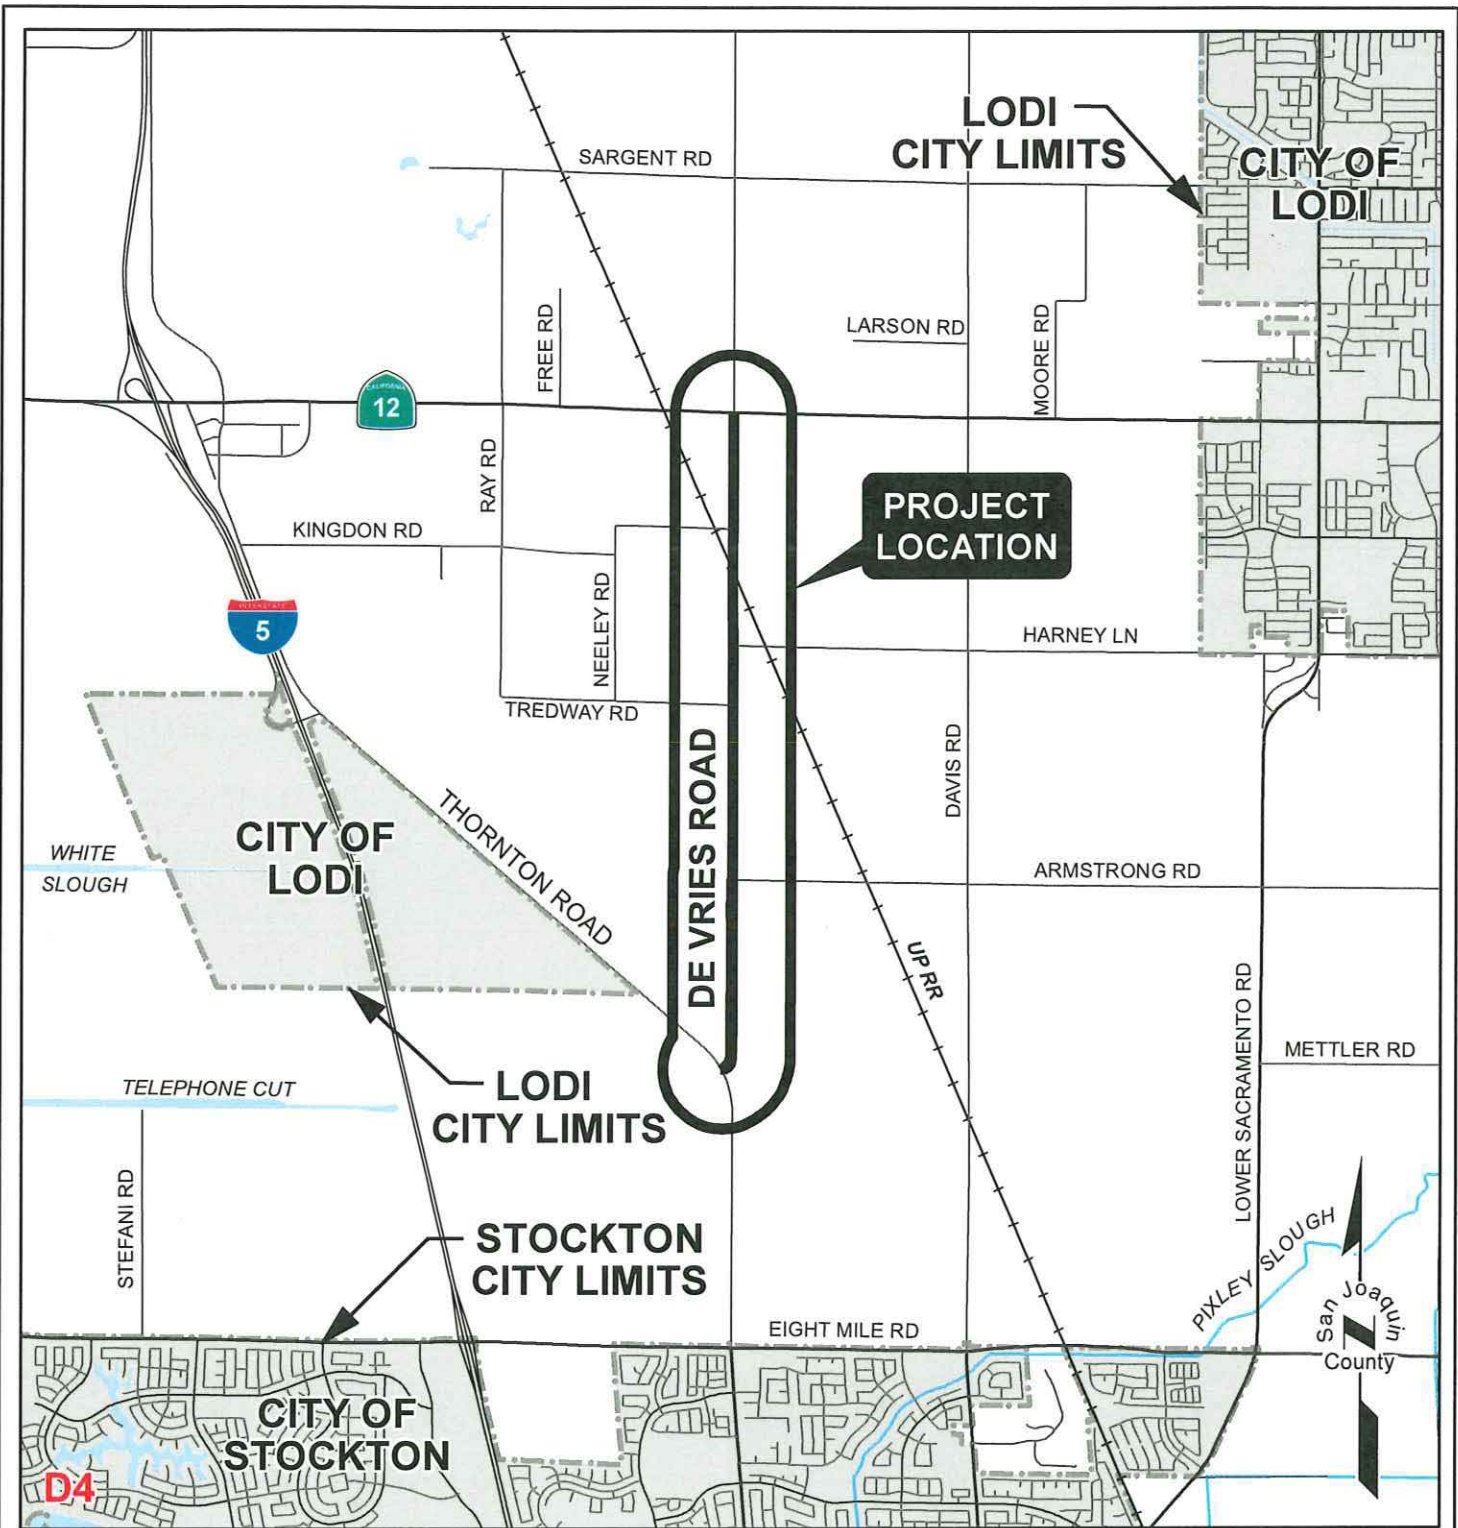 LODI
CITY LIMITS
CITY OF
LODI
SARGENT RD
FREE RD
LARSON RD
MOORE RD
CALIFORNIA
12
RAY RD
PROJECT
LOCATION
KINGDON RD
INTERSTATE
5
NEELEY RD
HARNEY LN
TREDWAY RD
DE VRIES ROAD
DAVIS RD
THORNTON ROAD
CITY OF
LODI
WHITE
SLOUGH
ARMSTRONG RD
UP RR
LOWER SACRAMENTO RD
METTLER RD
TELEPHONE CUT
LODI
CITY LIMITS
STEFANI RD
STOCKTON
CITY LIMITS
PIXLEY SLOUGH
San Joaquin
County
EIGHT MILE RD
CITY OF
STOCKTON
D4